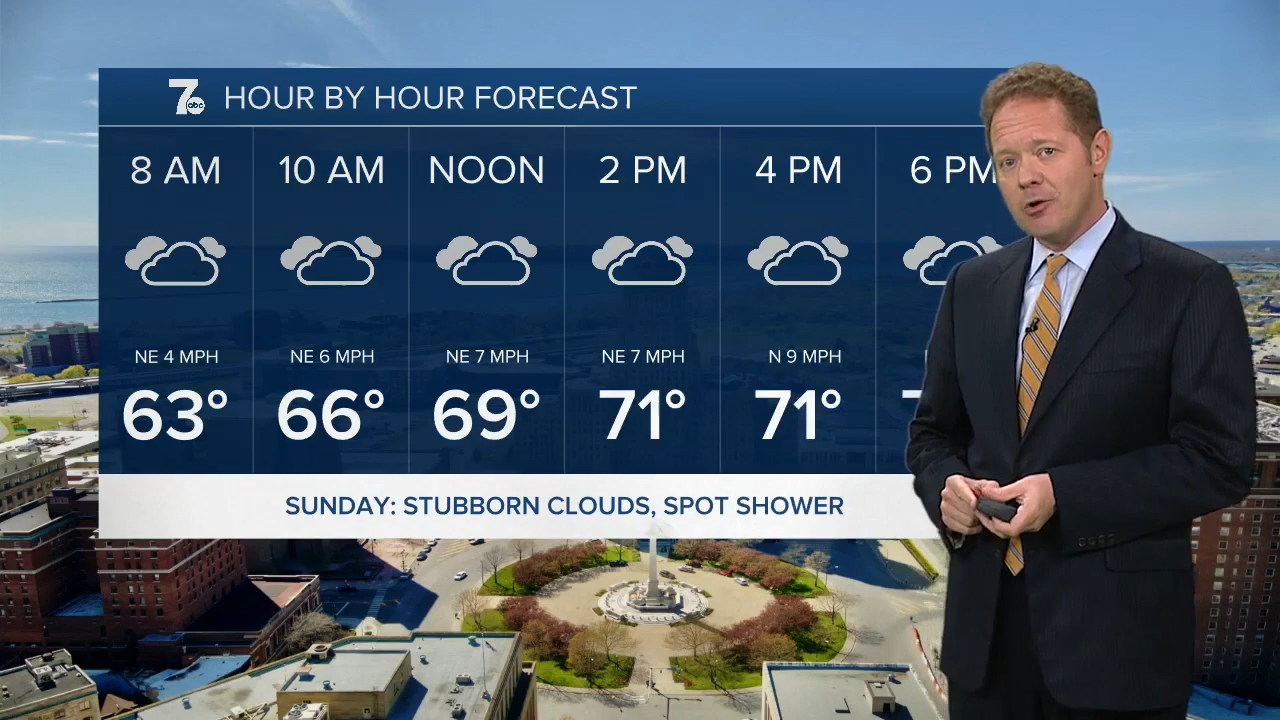 7 abc HOUR BY HOUR FORECAST
8 AM 10 AM NOON 2 PM 4 PM 6 PM
NE 4 MPH NE 6 MPH NE 7 MPH NE 7 MPH N 9 MPH
63° 66° 69° 71° 71°
SUNDAY: STUBBORN CLOUDS, SPOT SHOWER